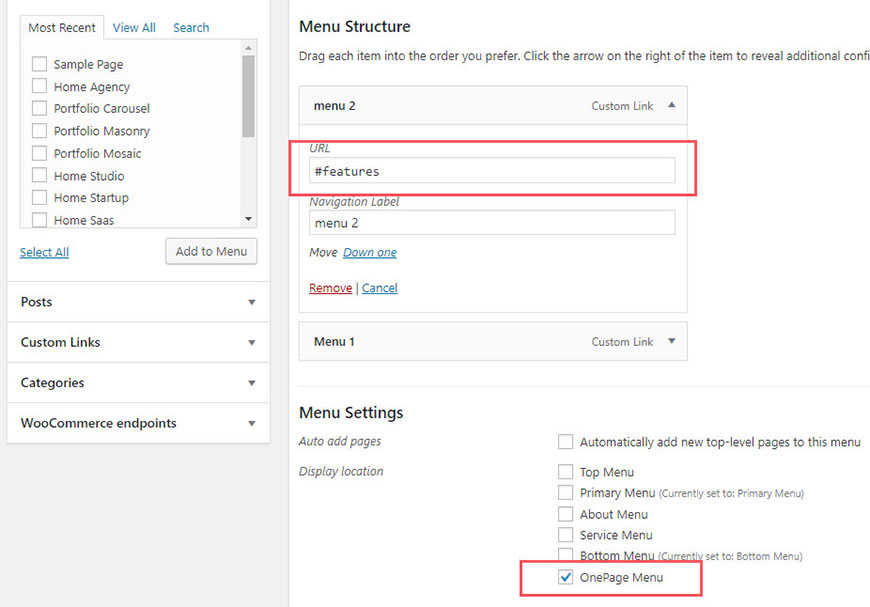 Most Recent View All Search
Sample Page
Home Agency
Portfolio Carousel
Portfolio Masonry
Portfolio Mosaic
Home Studio
Home Startup
Home Saas
Select All Add to Menu
Posts
Custom Links
Categories
WooCommerce endpoints
Menu Structure
Drag each item into the order you prefer. Click the arrow on the right of the item to reveal additional confi
menu 2 Custom Link
URL
#features
Navigation Label
menu 2
Move Down one
Remove | Cancel
Menu 1 Custom Link
Menu Settings
Auto add pages
Automatically add new top-level pages to this menu
Display location
Top Menu
Primary Menu (Currently set to: Primary Menu)
About Menu
Service Menu
Bottom Menu (Currently set to: Bottom Menu)
OnePage Menu